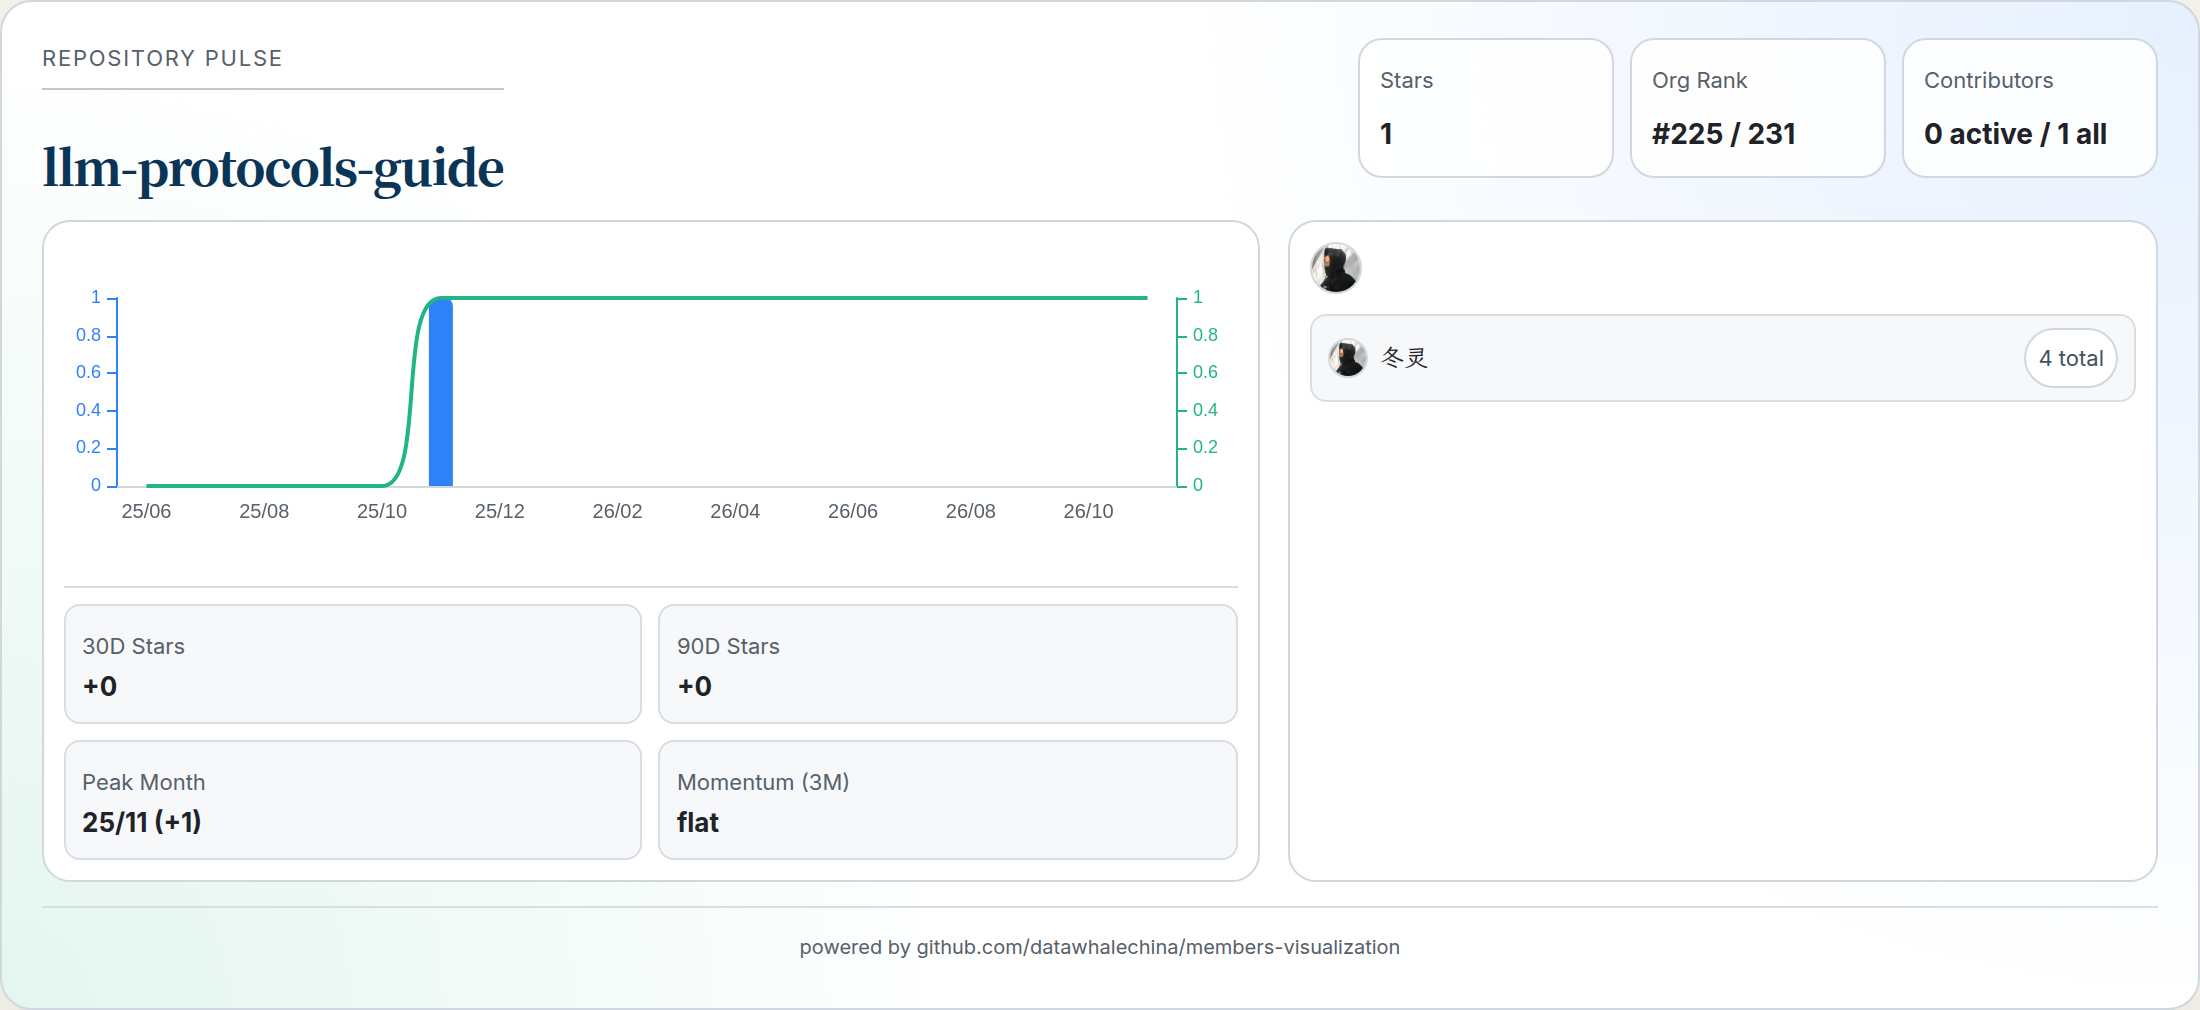 REPOSITORY PULSE
llm-protocols-guide
Stars
1
Org Rank
#225 / 231
Contributors
0 active / 1 all
1
0.8
0.6
0.4
0.2
0
1
0.8
0.6
0.4
0.2
0
25/06
25/08
25/10
25/12
26/02
26/04
26/06
26/08
26/10
30D Stars
+0
90D Stars
+0
Peak Month
25/11 (+1)
Momentum (3M)
flat
冬灵
4 total
powered by github.com/datawhalechina/members-visualization